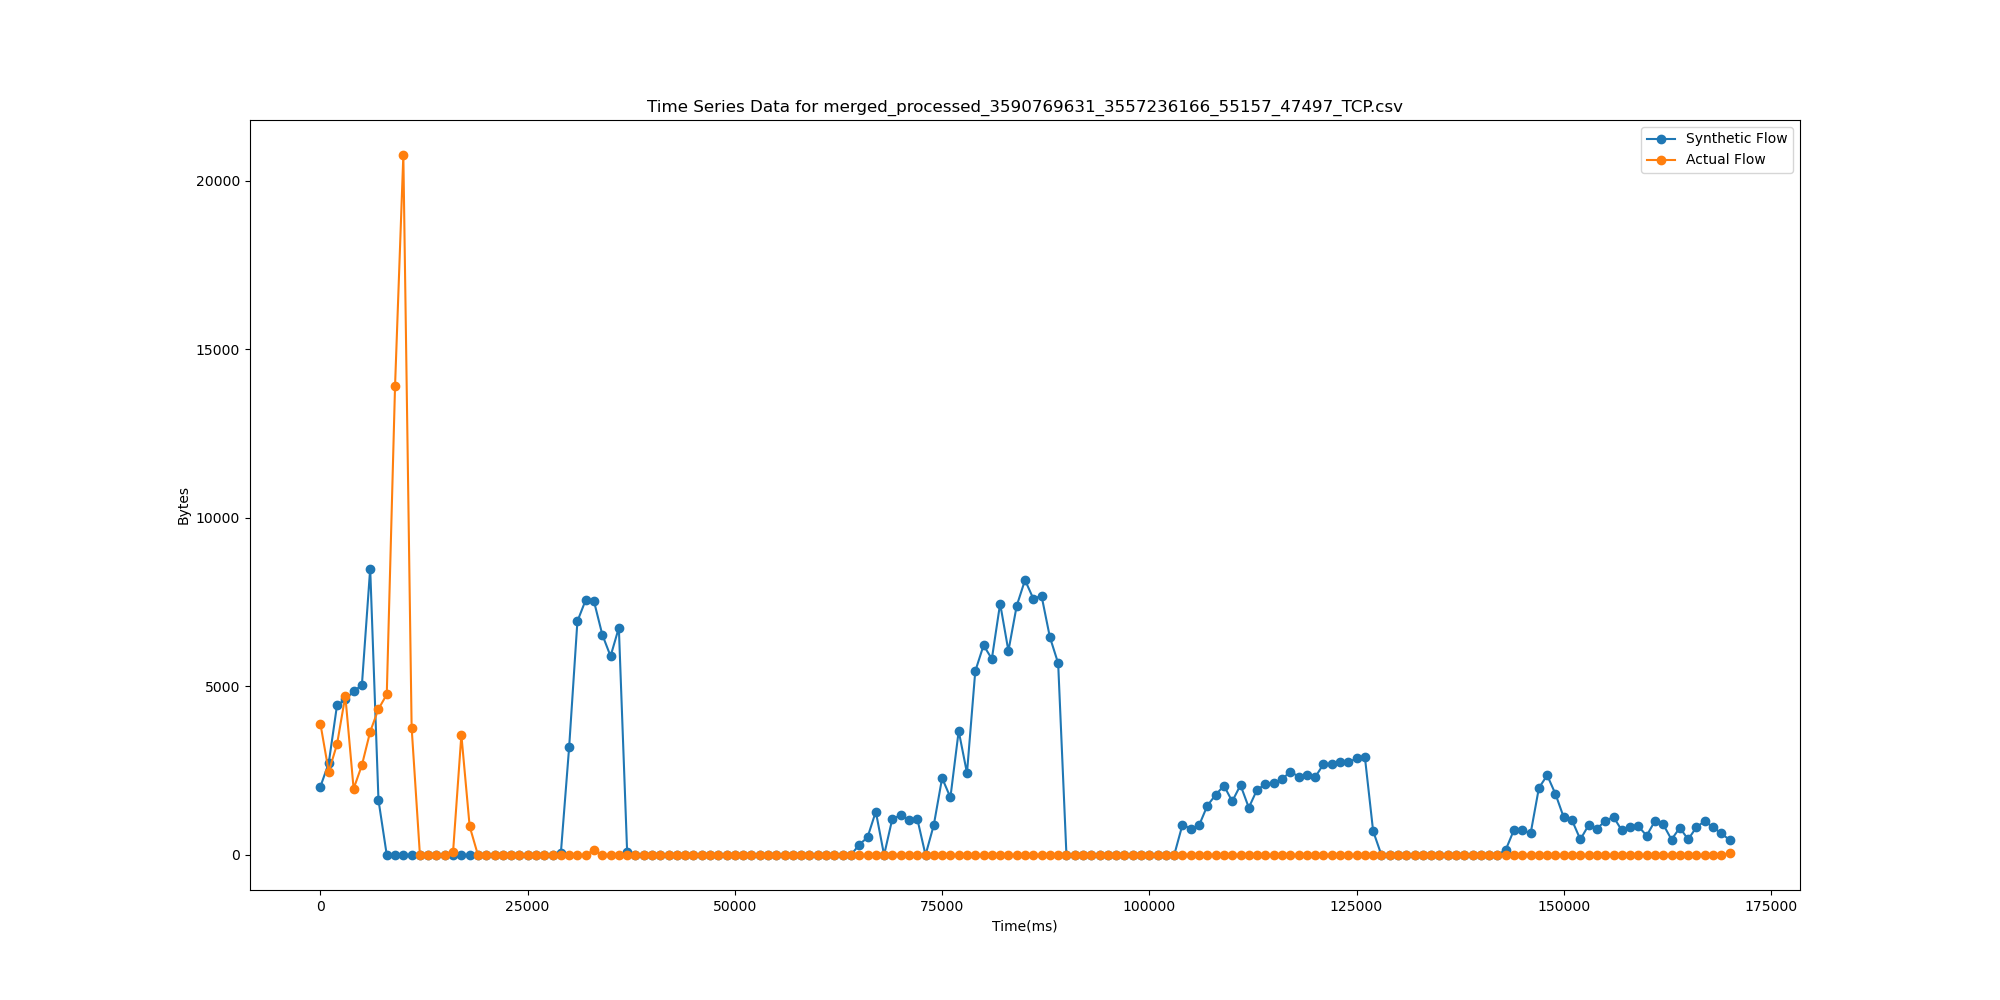 Time Series Data for merged_processed_3590769631_3557236166_55157_47497_TCP.csv
Synthetic Flow
Actual Flow
20000
15000
10000
5000
0
Bytes
0 25000 50000 75000 100000 125000 150000 175000
Time(ms)